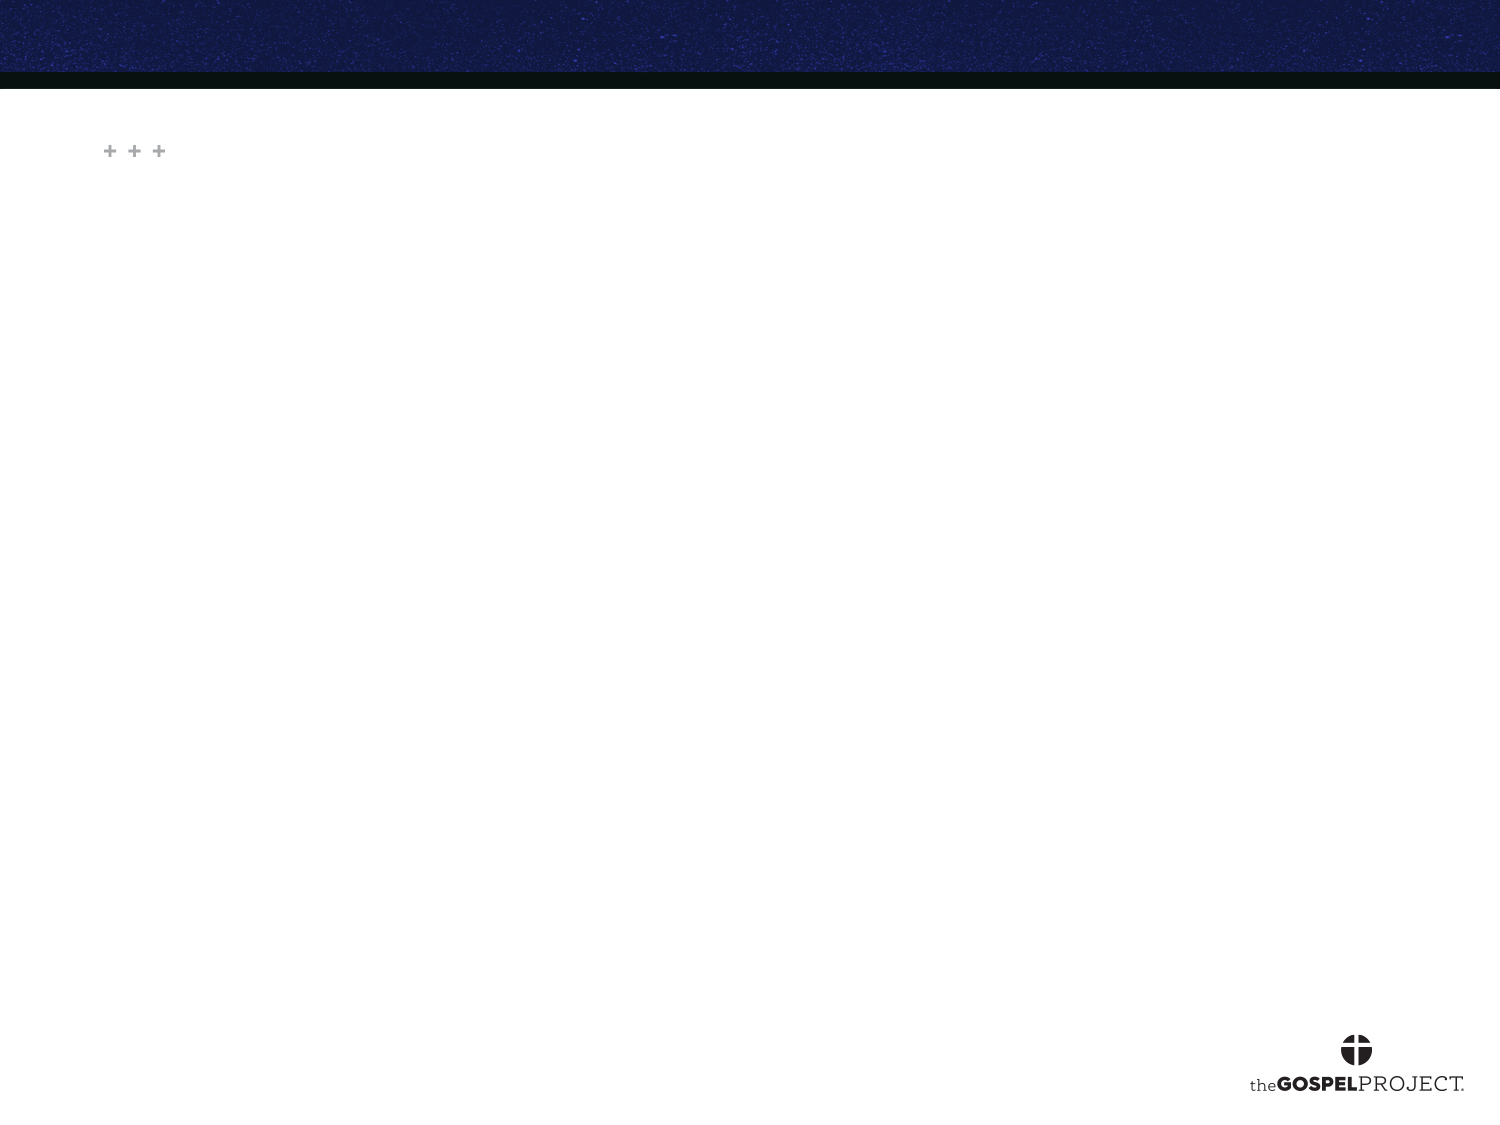 + + +
theGOSPELPROJECT.